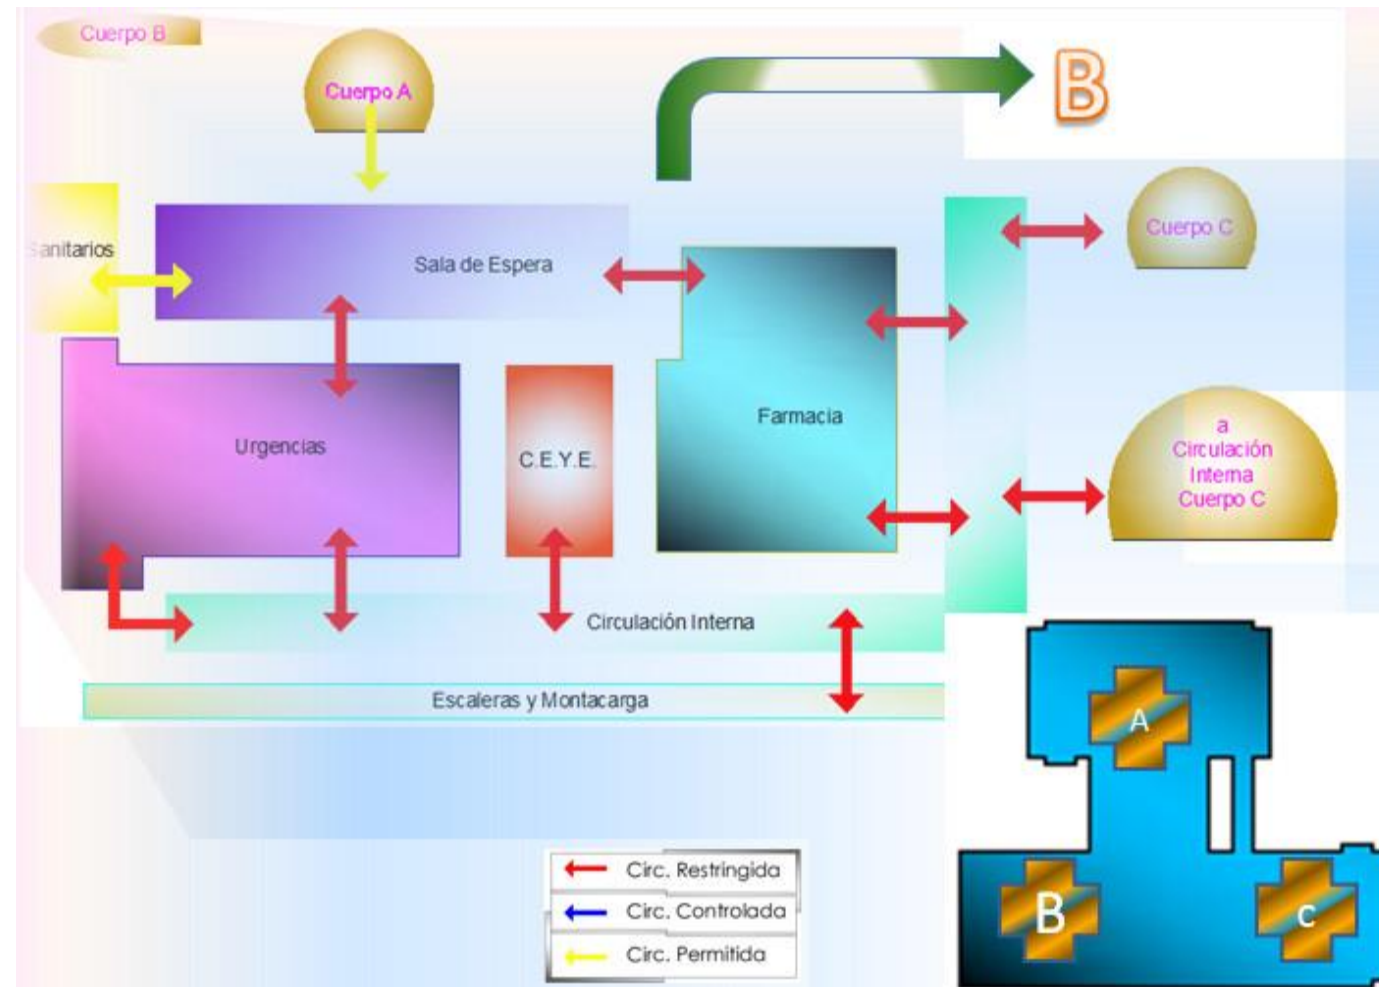 Cuerpo B
Cuerpo A
B
Sanitarios
Sala de Espera
Cuerpo C
Urgencias
C.E.Y.E.
Farmacia
a
Circulación
Interna
Cuerpo C
Circulación Interna
Escaleras y Montacarga
A
B
C
Circ. Restringida
Circ. Controlada
Circ. Permitida